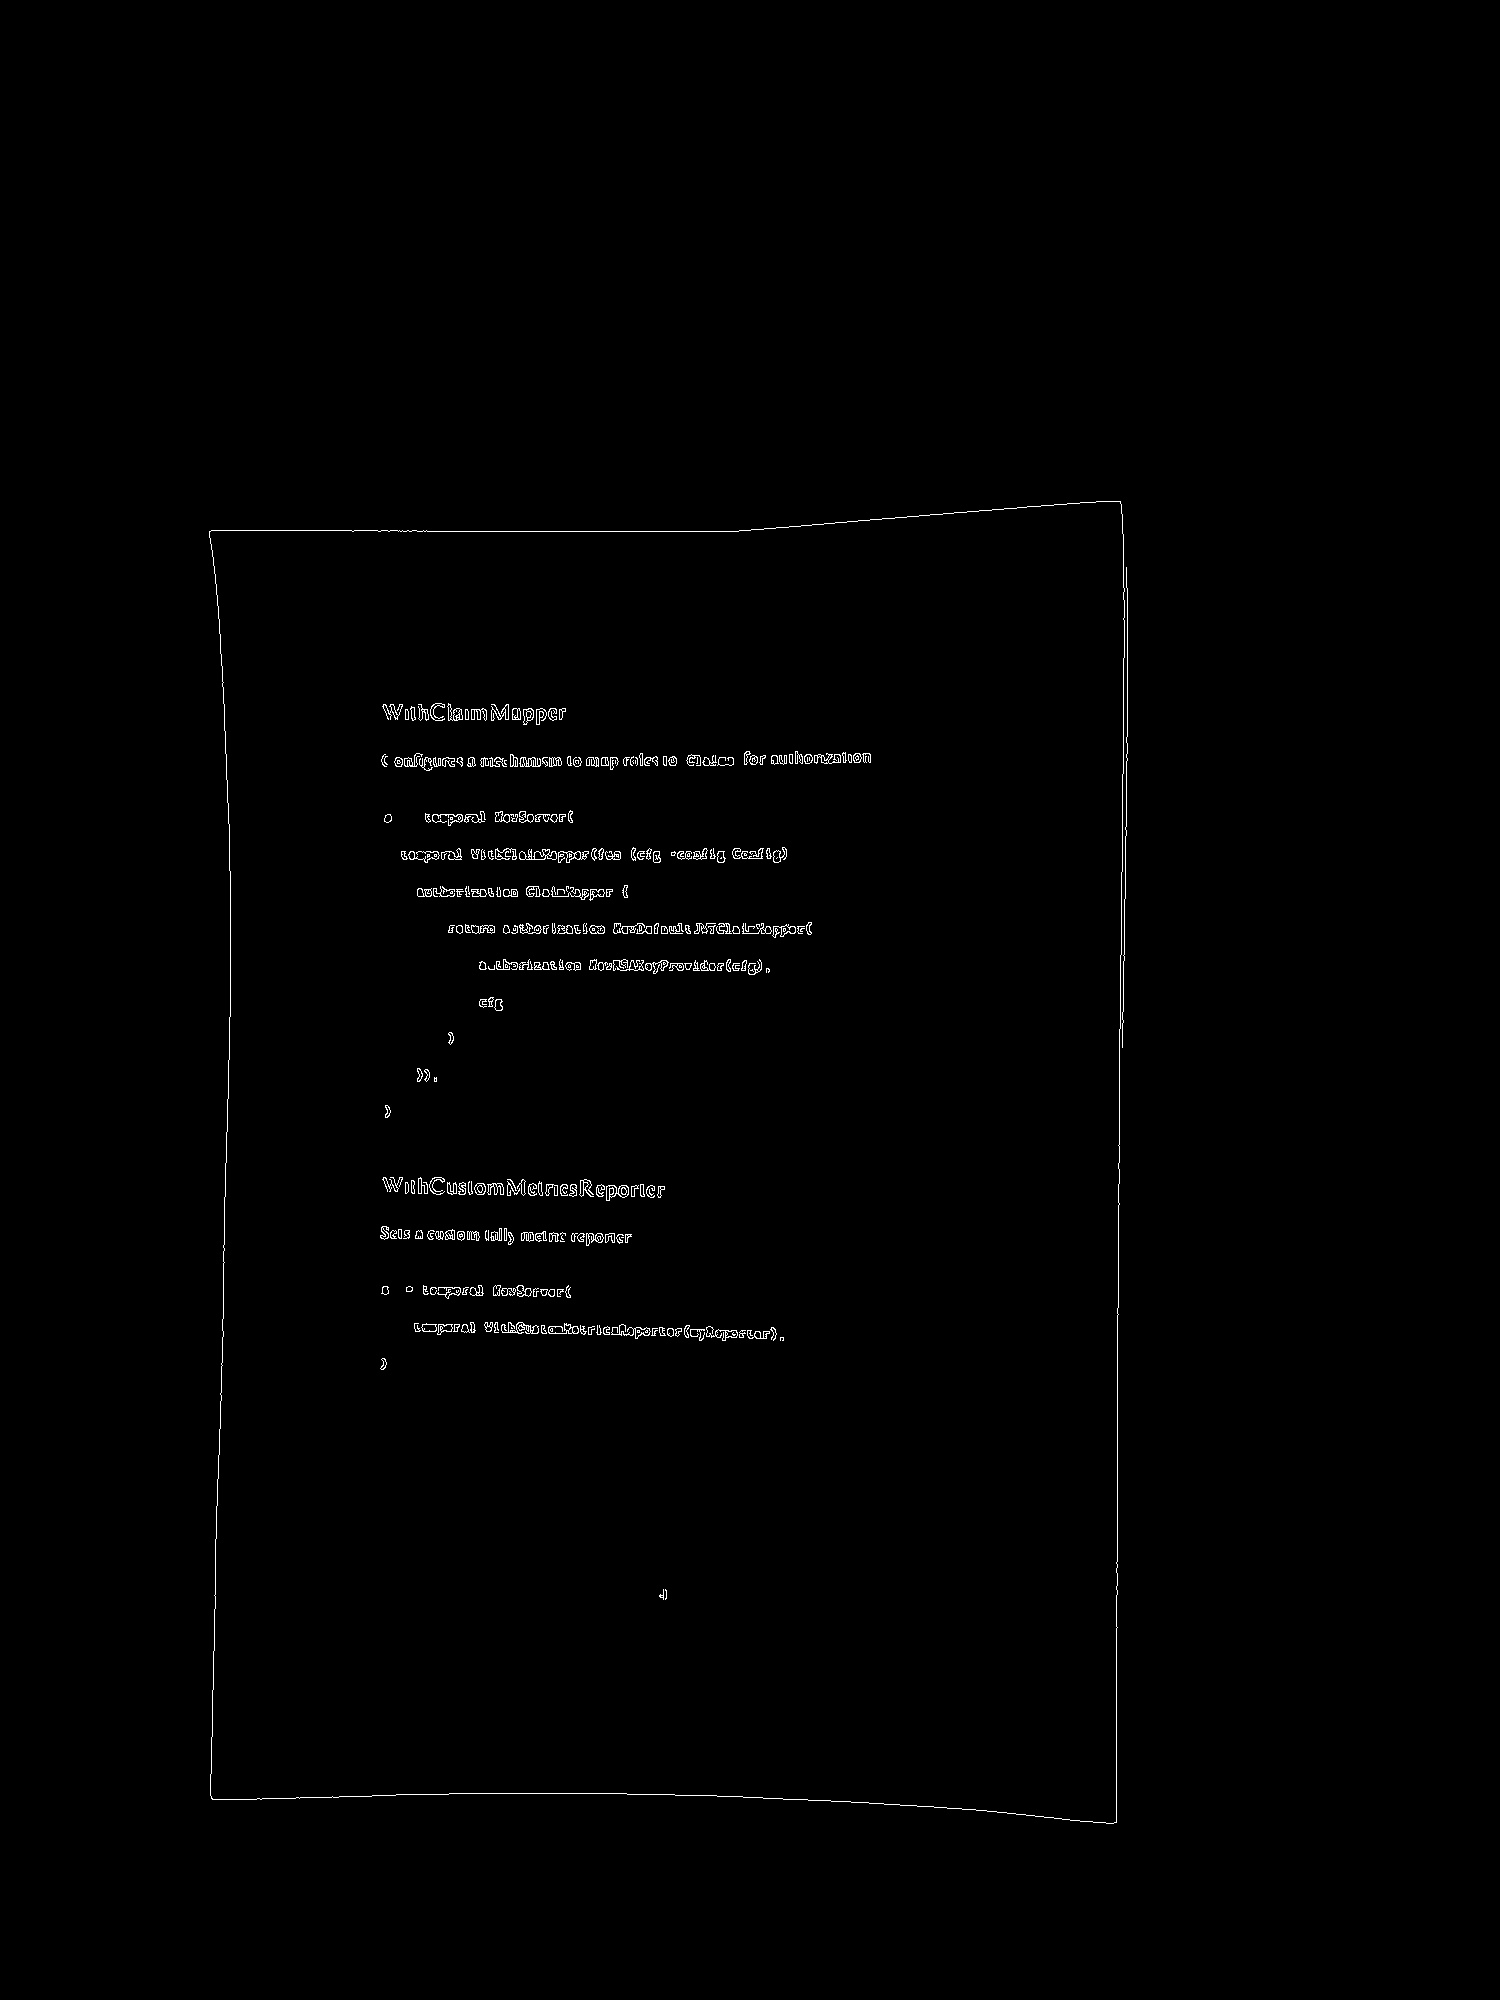 WithClaimMapper
Configures a mechanism to map roles to Claims for authorization
temporal NewServer(
temporal WithClaimMapper(func (cfg *config Config)
authorization ClaimMapper {
return authorization NewDefaultJWTClaimMapper(
authorization NewRSAKeyProvider(cfg),
cfg
)
}),
)
WithCustomMetricsReporter
Sets a custom tally metric reporter
s = temporal NewServer(
temporal WithCustomMetricsReporter(myReporter),
)